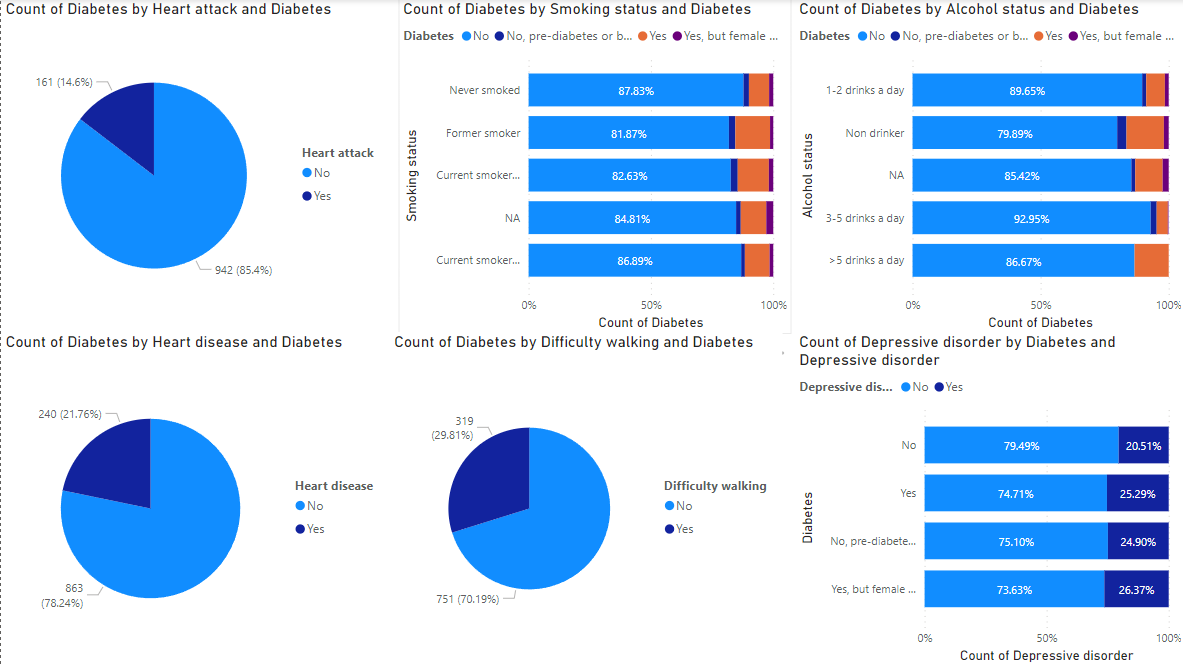 Count of Diabetes by Heart attack and Diabetes
161 (14.6%)
942 (85.4%)
Heart attack
No
Yes
Count of Diabetes by Smoking status and Diabetes
Diabetes No No, pre-diabetes or b... Yes Yes, but female ...
Smoking status
Never smoked 87.83%
Former smoker 81.87%
Current smoker... 82.63%
NA 84.81%
Current smoker... 86.89%
0% 50% 100%
Count of Diabetes
Count of Diabetes by Alcohol status and Diabetes
Diabetes No No, pre-diabetes or b... Yes Yes, but female ...
Alcohol status
1-2 drinks a day 89.65%
Non drinker 79.89%
NA 85.42%
3-5 drinks a day 92.95%
>5 drinks a day 86.67%
0% 50% 100%
Count of Diabetes
Count of Diabetes by Heart disease and Diabetes
240 (21.76%)
863
(78.24%)
Heart disease
No
Yes
Count of Diabetes by Difficulty walking and Diabetes
319
(29.81%)
751 (70.19%)
Difficulty walking
No
Yes
Count of Depressive disorder by Diabetes and
Depressive disorder
Depressive dis... No Yes
Diabetes
No 79.49% 20.51%
Yes 74.71% 25.29%
No, pre-diabete... 75.10% 24.90%
Yes, but female ... 73.63% 26.37%
0% 50% 100%
Count of Depressive disorder